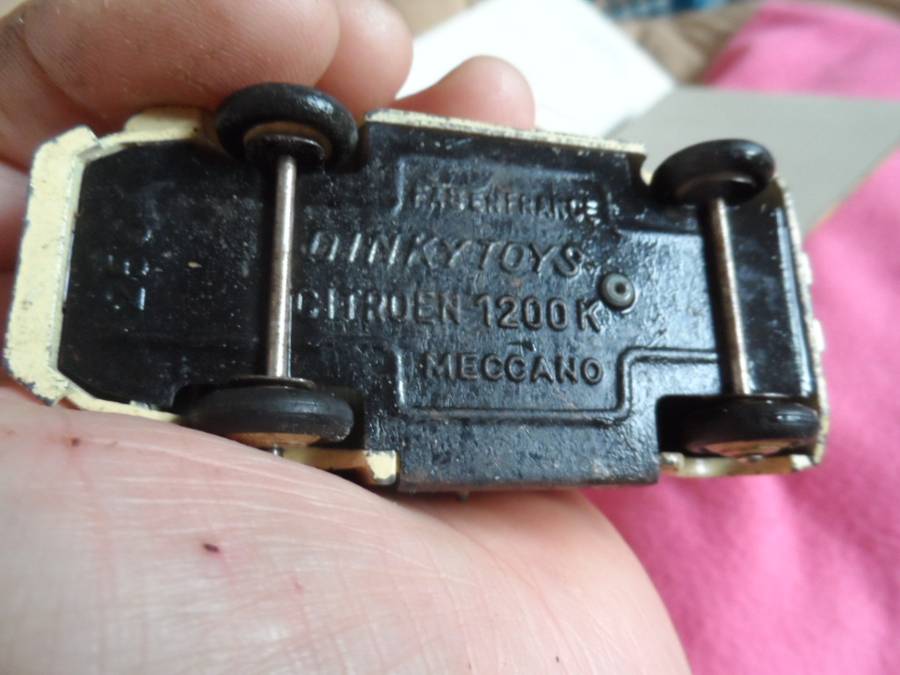 FAB. EN FRANCE
DINKY TOYS
CITROEN 1200 K
MECCANO